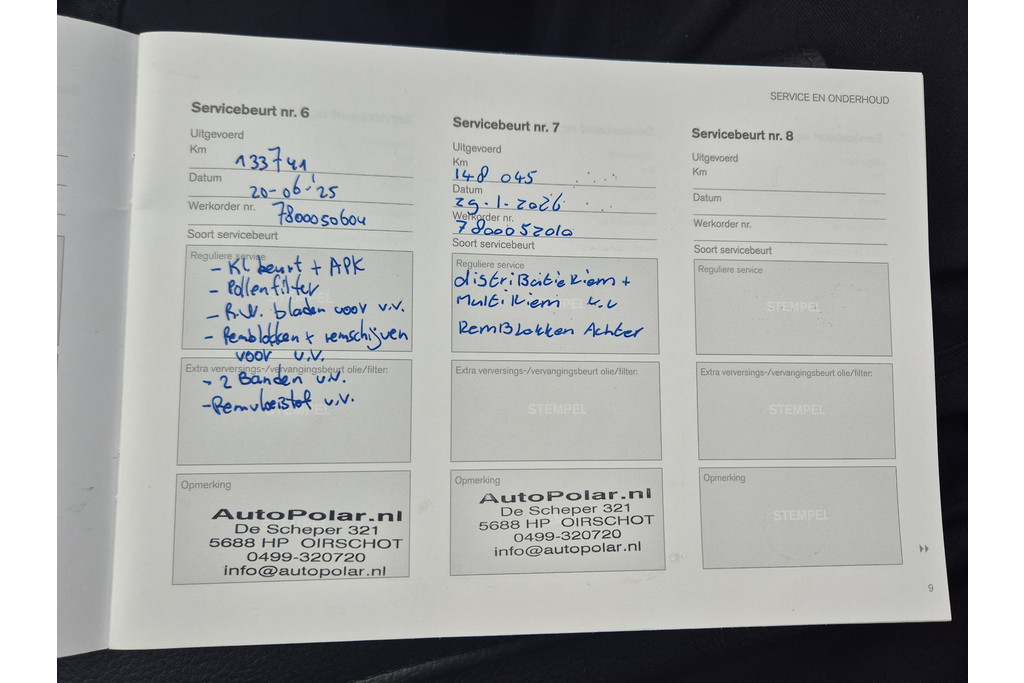 SERVICE EN ONDERHOUD
Servicebeurt nr. 6
Uitgevoerd
Km
133741
Datum
20-06-'25
Werkorder nr.
7800050604
Soort servicebeurt
Reguliere service
- Kl beurt + APK
- Pollenfilter
- R.W. bladen voor v.v.
- Remblokken + remschijven
voor v.v.
Extra verversings-/vervangingsbeurt olie/filter:
- 2 Banden v.v.
- Remvloeistof v.v.
STEMPEL
Opmerking
AutoPolar.nl
De Scheper 321
5688 HP OIRSCHOT
0499-320720
info@autopolar.nl
Servicebeurt nr. 7
Uitgevoerd
Km
148 045
Datum
29-1-2026
Werkorder nr.
7800052010
Soort servicebeurt
Reguliere service
distriButieRiem +
MultiRiem v.v
RemBlokken Achter
Extra verversings-/vervangingsbeurt olie/filter:
STEMPEL
Opmerking
AutoPolar.nl
De Scheper 321
5688 HP OIRSCHOT
0499-320720
info@autopolar.nl
Servicebeurt nr. 8
Uitgevoerd
Km
Datum
Werkorder nr.
Soort servicebeurt
Reguliere service
STEMPEL
Extra verversings-/vervangingsbeurt olie/filter:
STEMPEL
Opmerking
STEMPEL
9